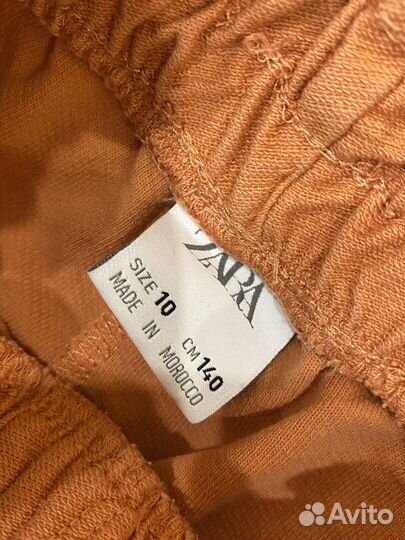 ZARA
SIZE 10 CM 140
MADE IN MOROCCO
Avito